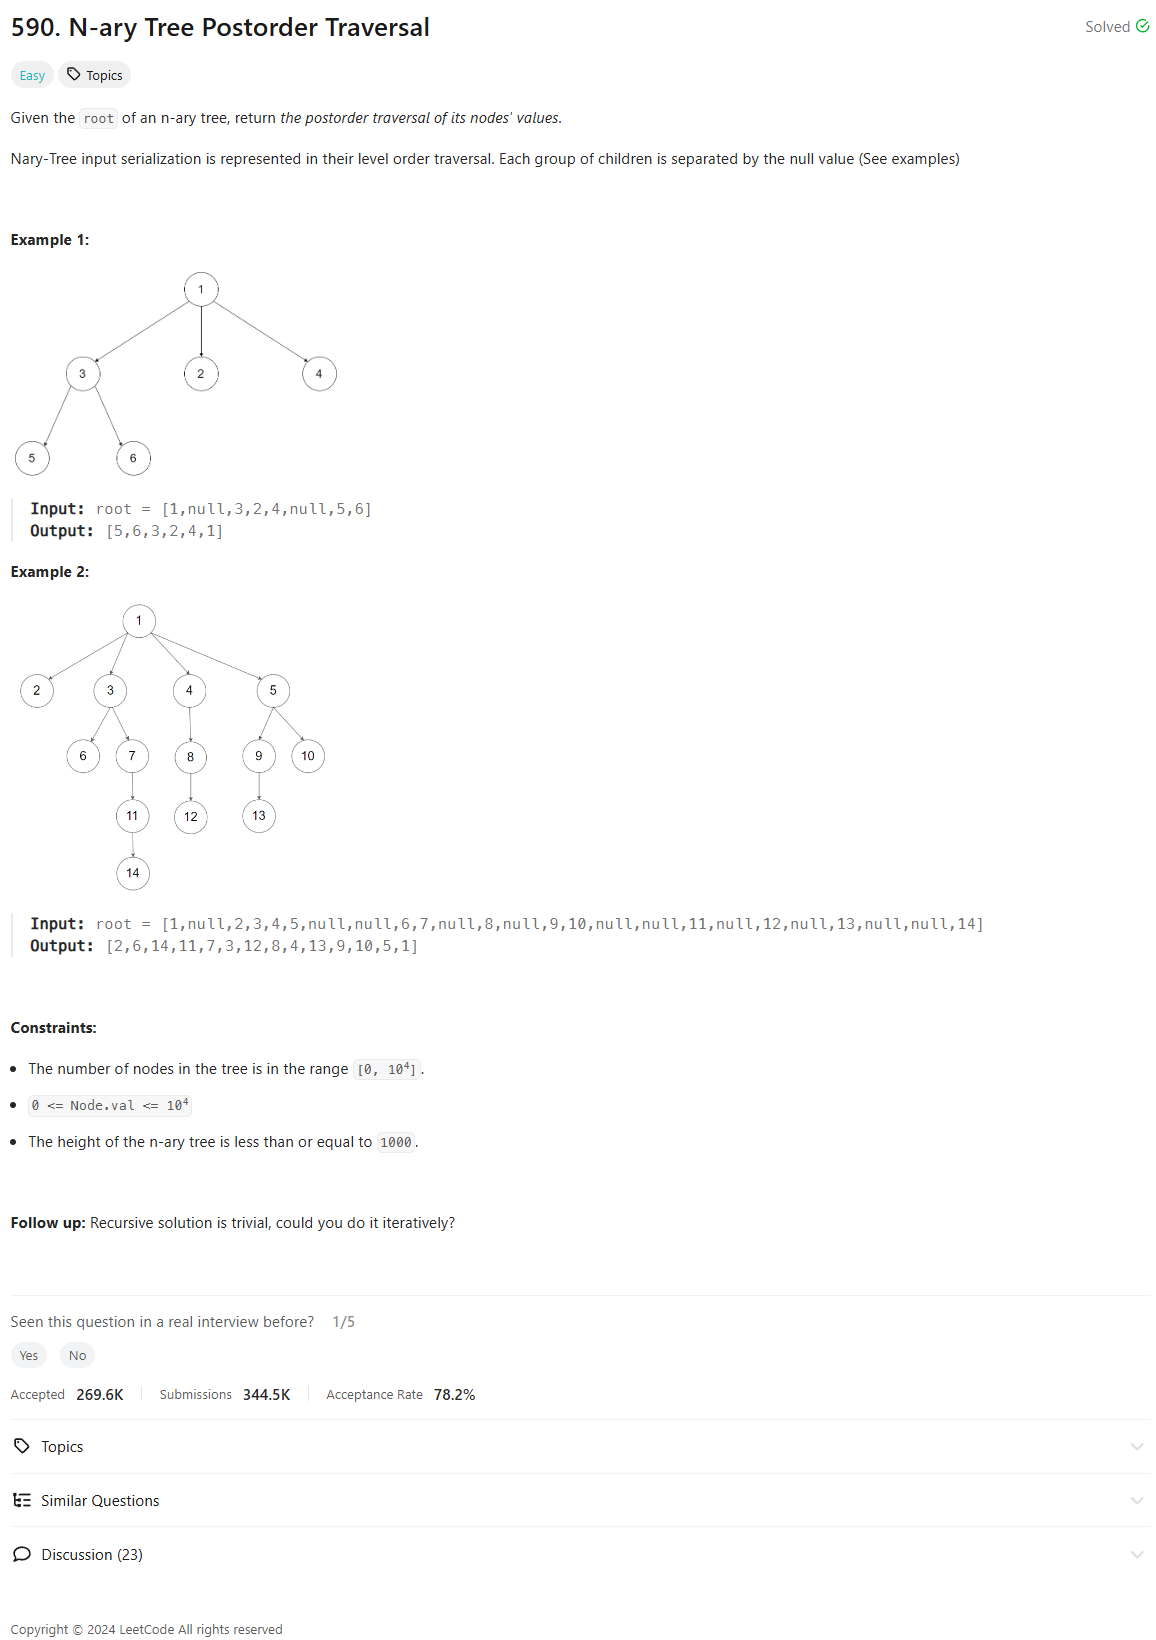 590. N-ary Tree Postorder Traversal
Solved
Easy
Topics
Given the root of an n-ary tree, return the postorder traversal of its nodes' values.
Nary-Tree input serialization is represented in their level order traversal. Each group of children is separated by the null value (See examples)
Example 1:
1
3
2
4
5
6
Input: root = [1,null,3,2,4,null,5,6]
Output: [5,6,3,2,4,1]
Example 2:
1
2
3
4
5
6
7
8
9
10
11
12
13
14
Input: root = [1,null,2,3,4,5,null,null,6,7,null,8,null,9,10,null,null,11,null,12,null,13,null,null,14]
Output: [2,6,14,11,7,3,12,8,4,13,9,10,5,1]
Constraints:
• The number of nodes in the tree is in the range [0, 10⁴].
• 0 <= Node.val <= 10⁴
• The height of the n-ary tree is less than or equal to 1000.
Follow up: Recursive solution is trivial, could you do it iteratively?
Seen this question in a real interview before? 1/5
Yes
No
Accepted 269.6K
Submissions 344.5K
Acceptance Rate 78.2%
Topics
Similar Questions
Discussion (23)
Copyright © 2024 LeetCode All rights reserved